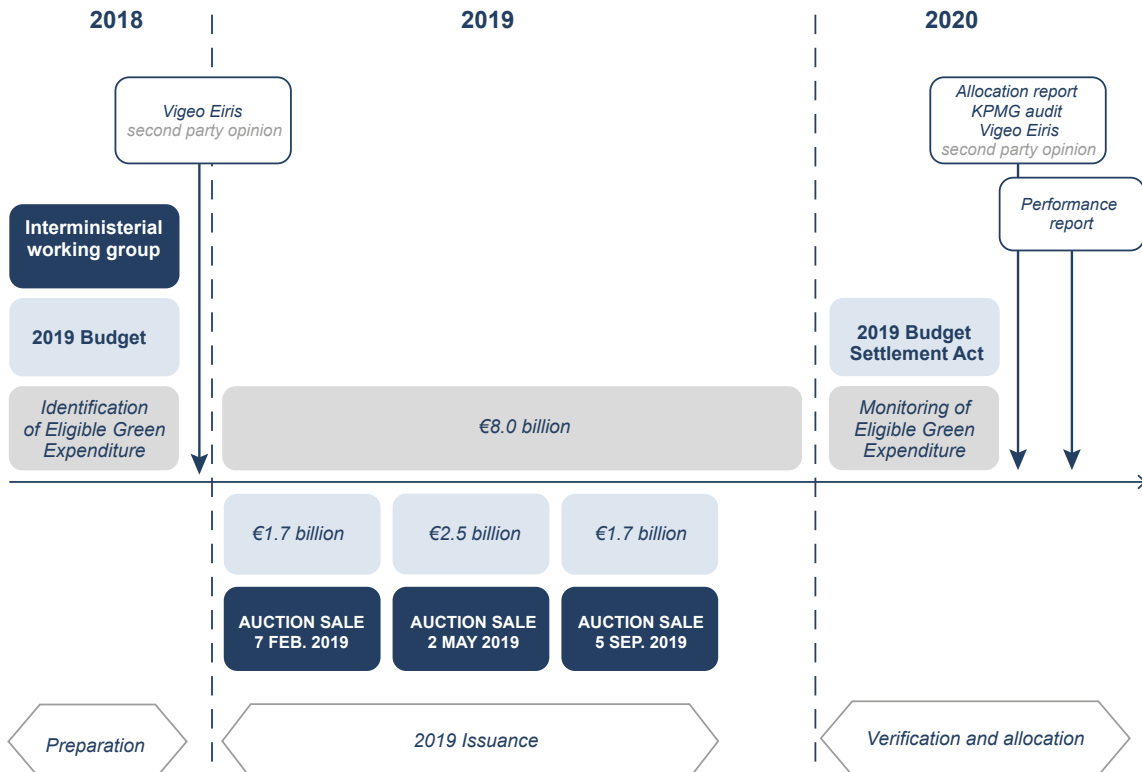 2018
2019
2020
Vigeo Eiris
second party opinion
Allocation report
KPMG audit
Vigeo Eiris
second party opinion
Performance
report
Interministerial
working group
2019 Budget
2019 Budget
Settlement Act
Identification
of Eligible Green
Expenditure
€8.0 billion
Monitoring of
Eligible Green
Expenditure
€1.7 billion
€2.5 billion
€1.7 billion
AUCTION SALE
7 FEB. 2019
AUCTION SALE
2 MAY 2019
AUCTION SALE
5 SEP. 2019
Preparation
2019 Issuance
Verification and allocation